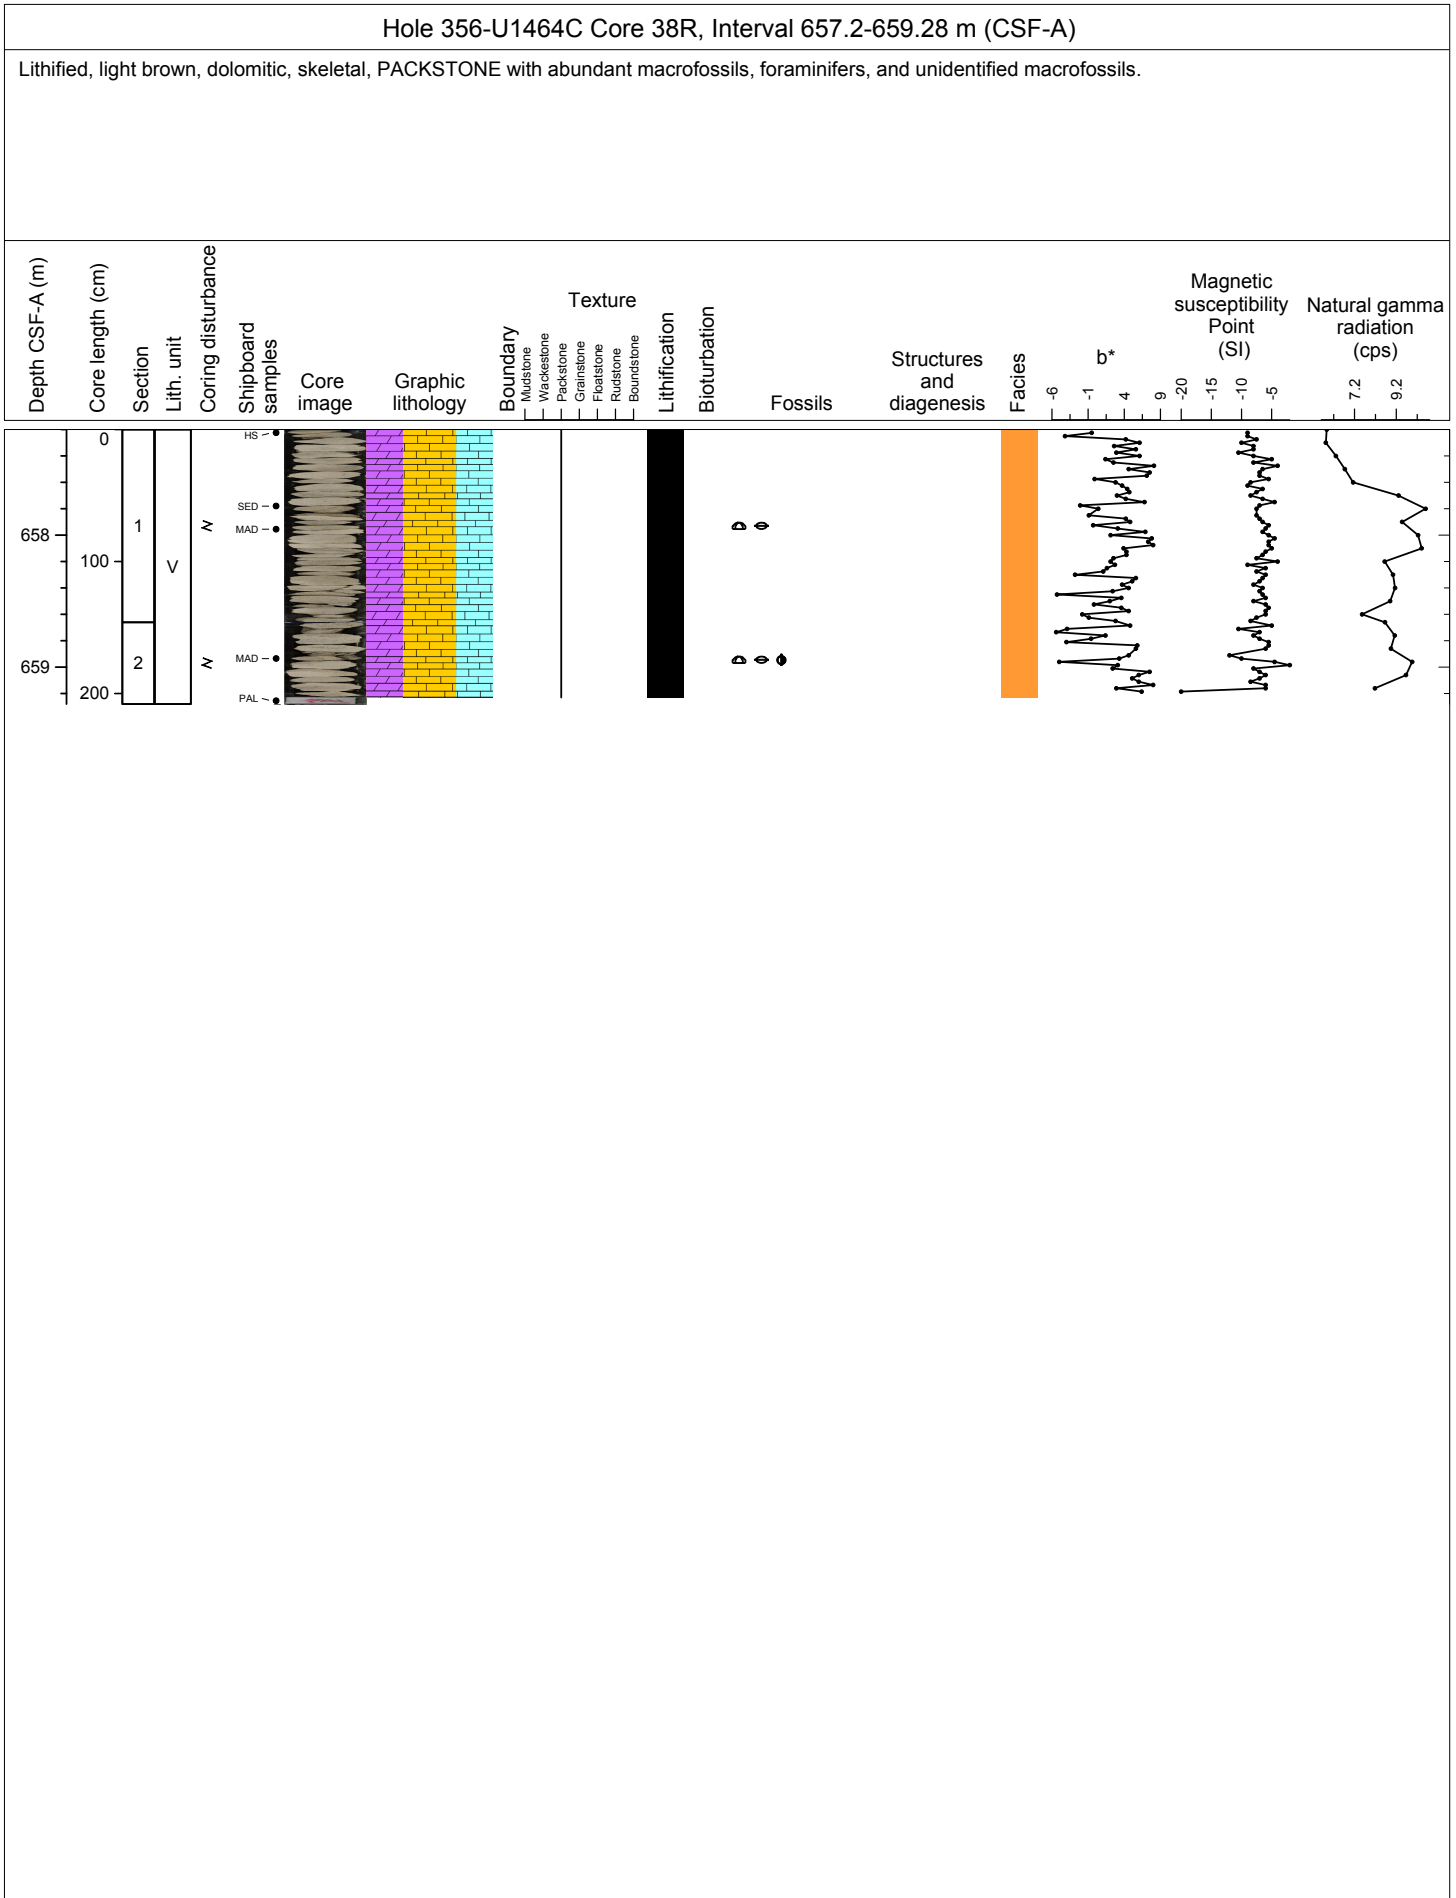 Hole 356-U1464C Core 38R, Interval 657.2-659.28 m (CSF-A)
Lithified, light brown, dolomitic, skeletal, PACKSTONE with abundant macrofossils, foraminifers, and unidentified macrofossils.
Depth CSF-A (m)
Core length (cm)
Section
Lith. unit
Coring disturbance
Shipboard
samples
Core
image
Graphic
lithology
Boundary
Texture
Mudstone
Wackestone
Packstone
Grainstone
Floatstone
Rudstone
Boundstone
Lithification
Bioturbation
Fossils
Structures
and
diagenesis
Facies
b*
-6 -1 4 9
Magnetic
susceptibility
Point
(SI)
-20 -15 -10 -5
Natural gamma
radiation
(cps)
7.2 9.2
0
HS
SED
1
MAD
658
100
V
2
MAD
659
200
PAL